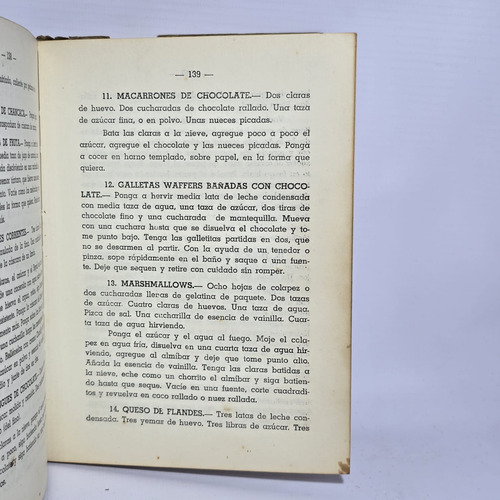 — 139 —
11. MACARRONES DE CHOCOLATE.— Dos claras
de huevo. Dos cucharadas de chocolate rallado. Una taza
de azúcar fina, o en polvo. Unas nueces picadas.
Bata las claras a la nieve, agregue poco a poco el
azúcar, agregue el chocolate y las nueces picadas. Ponga
a cocer en horno templado, sobre papel, en la forma que
quiera.
12. GALLETAS WAFFERS BAÑADAS CON CHOCO-
LATE.— Ponga a hervir media lata de leche condensada
con media taza de agua, una taza de azúcar, dos tiras de
chocolate fino y una cucharada de mantequilla. Mueva
con una cuchara hasta que se disuelva el chocolate y to-
me punto bajo. Tenga las galletitas partidas en dos, que
no se desarmen al partir. Con la ayuda de un tenedor o
pinza, sope rápidamente en el baño y saque a una fuen-
te. Deje que sequen y retire con cuidado sin romper.
13. MARSHMALLOWS.— Ocho hojas de colapez o
dos cucharadas lleras de gelatina de paquete. Dos tazas
de azúcar. Cuatro claras de huevos. Una taza de agua.
Pizca de sal. Una cucharilla de esencia de vainilla. Cuar-
ta taza de agua hirviendo.
Ponga el azúcar y el agua al fuego. Moje el cola-
pez en agua fría, disuelva en una cuarta taza de agua hir-
viendo, agregue al almíbar y deje que tome punto alto.
Añada la esencia de vainilla. Tenga las claras batidas a
la nieve, eche como un chorrito el almíbar y siga batien-
do hasta que seque. Vacíe en una fuente, corte cuadradi-
tos y revuelva en coco rallado o nuez rallada.
14. QUESO DE FLANDES.— Tres latas de leche con-
densada. Tres yemas de huevo. Tres libras de azúcar. Tres